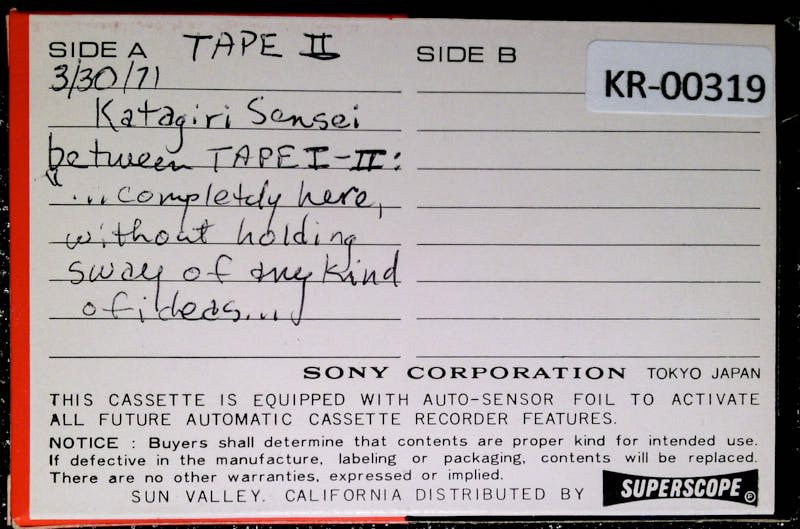 SIDE A TAPE II
3/30/71
Katagiri Sensei
between TAPE I-II:
...completely here,
without holding
sway of any kind
of ideas...
SIDE B
KR-00319
SONY CORPORATION TOKYO JAPAN
THIS CASSETTE IS EQUIPPED WITH AUTO-SENSOR FOIL TO ACTIVATE
ALL FUTURE AUTOMATIC CASSETTE RECORDER FEATURES.
NOTICE : Buyers shall determine that contents are proper kind for intended use.
If defective in the manufacture, labeling or packaging, contents will be replaced.
There are no other warranties, expressed or implied.
SUN VALLEY. CALIFORNIA DISTRIBUTED BY SUPERSCOPE ®